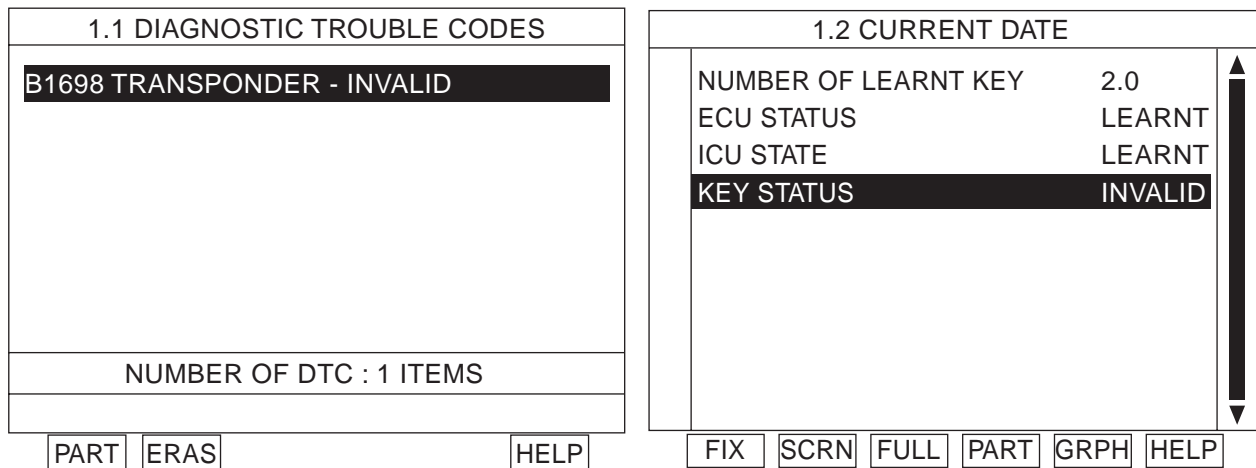 1.1 DIAGNOSTIC TROUBLE CODES
B1698 TRANSPONDER - INVALID
NUMBER OF DTC : 1 ITEMS
PART ERAS HELP
1.2 CURRENT DATE
NUMBER OF LEARNT KEY 2.0
ECU STATUS LEARNT
ICU STATE LEARNT
KEY STATUS INVALID
FIX SCRN FULL PART GRPH HELP